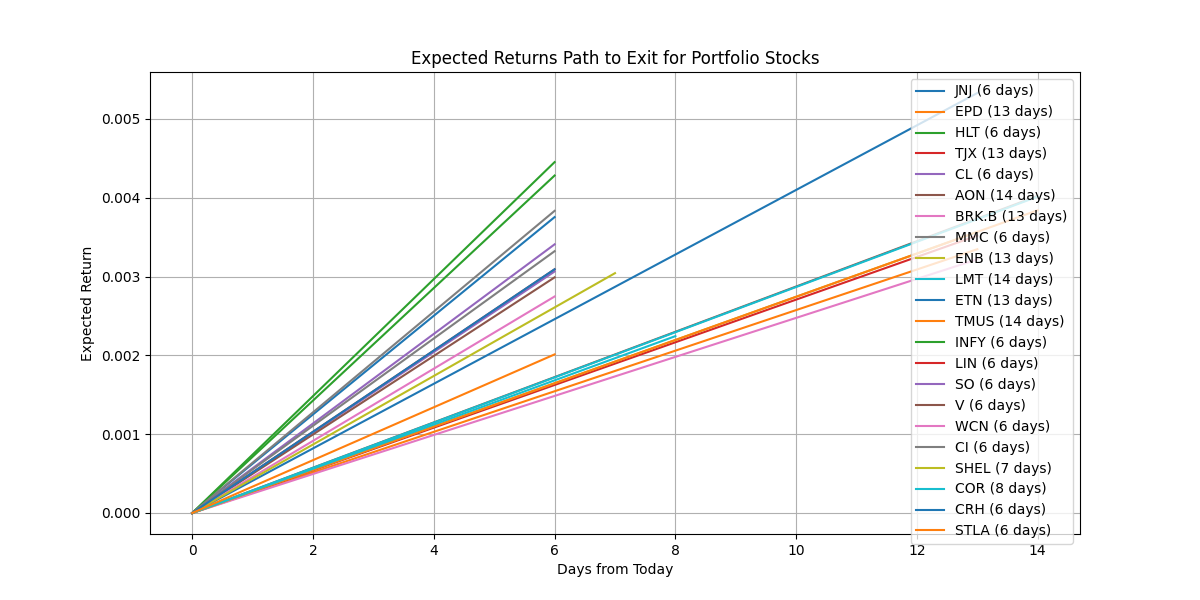 Expected Returns Path to Exit for Portfolio Stocks
Expected Return
0.005
0.004
0.003
0.002
0.001
0.000
0 2 4 6 8 10 12 14
Days from Today
JNJ (6 days)
EPD (13 days)
HLT (6 days)
TJX (13 days)
CL (6 days)
AON (14 days)
BRK.B (13 days)
MMC (6 days)
ENB (13 days)
LMT (14 days)
ETN (13 days)
TMUS (14 days)
INFY (6 days)
LIN (6 days)
SO (6 days)
V (6 days)
WCN (6 days)
CI (6 days)
SHEL (7 days)
COR (8 days)
CRH (6 days)
STLA (6 days)